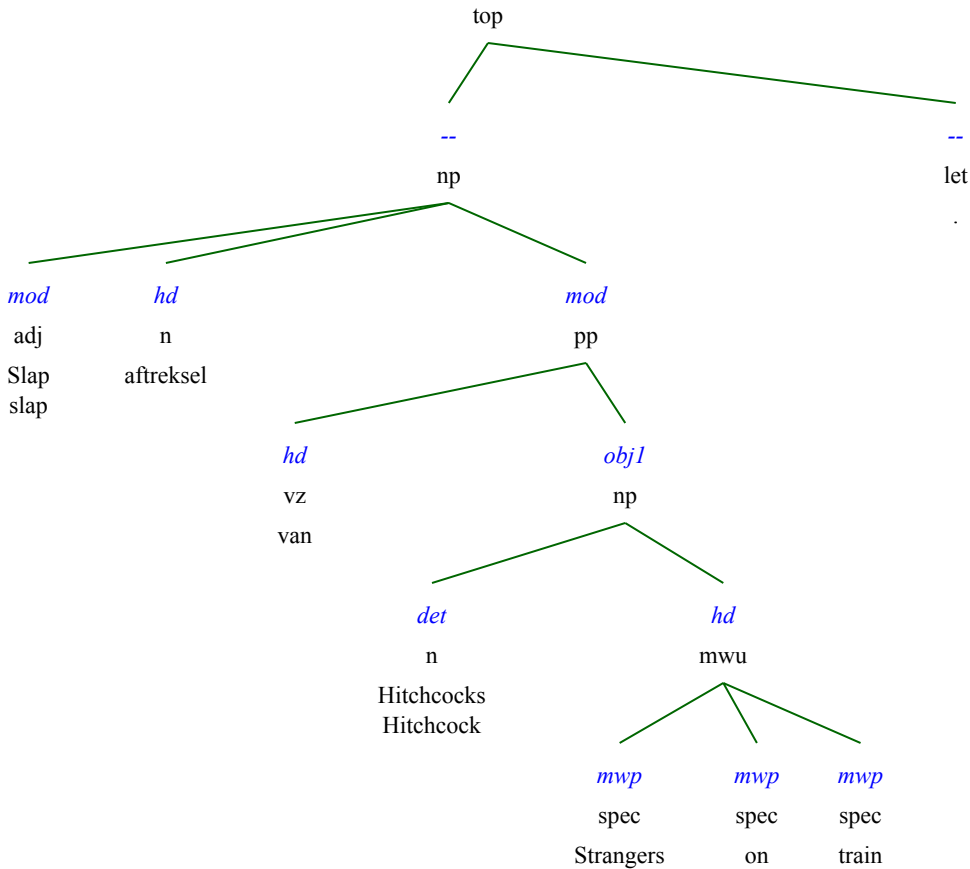 top
-- --
np let
.
mod hd mod
adj n pp
Slap aftreksel
slap
hd obj1
vz np
van
det hd
n mwu
Hitchcocks
Hitchcock
mwp mwp mwp
spec spec spec
Strangers on train